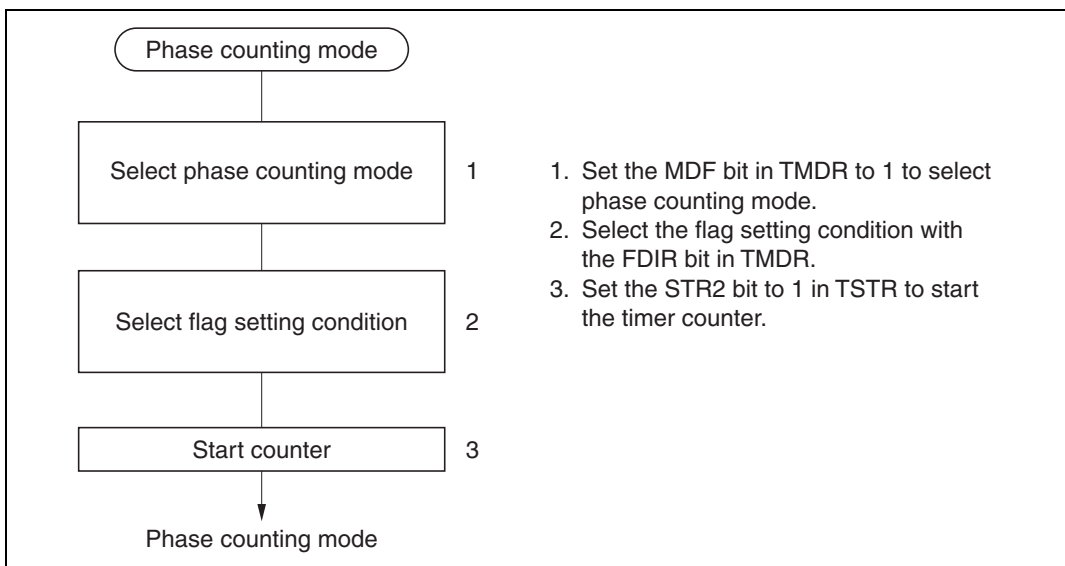 Phase counting mode
Select phase counting mode 1
Select flag setting condition 2
Start counter 3
Phase counting mode
1. Set the MDF bit in TMDR to 1 to select
phase counting mode.
2. Select the flag setting condition with
the FDIR bit in TMDR.
3. Set the STR2 bit to 1 in TSTR to start
the timer counter.